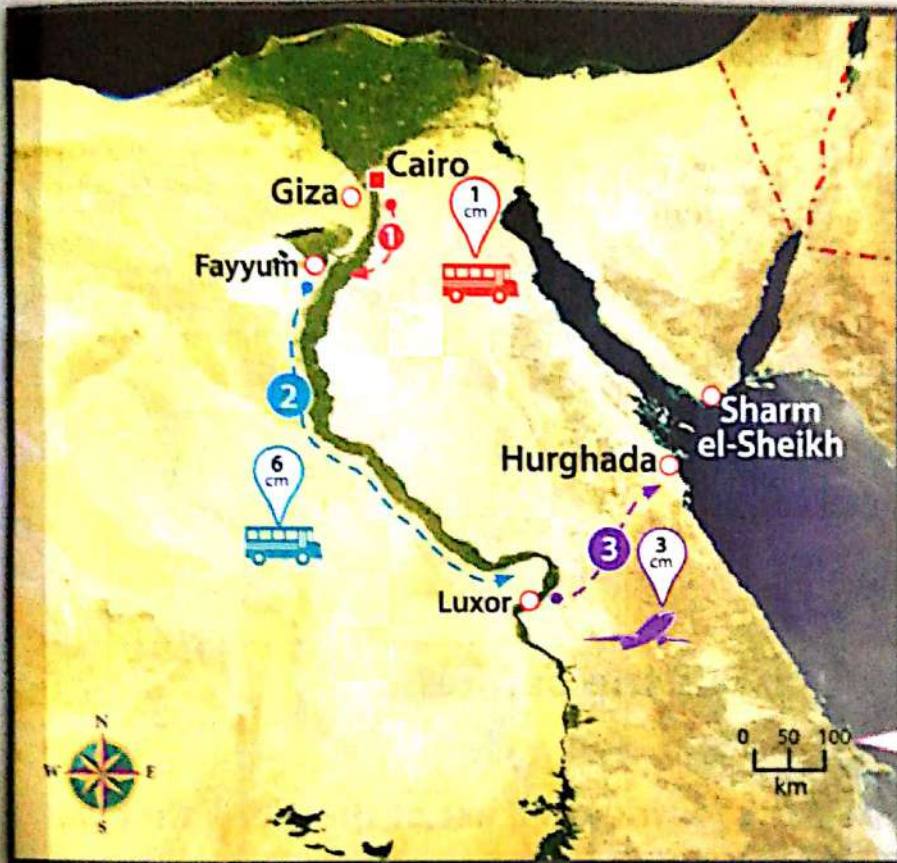 Cairo
Giza
1
cm
1
Fayyum
2
Sharm
el-Sheikh
Hurghada
6
cm
3
3
cm
Luxor
N
W E
S
0 50 100
km